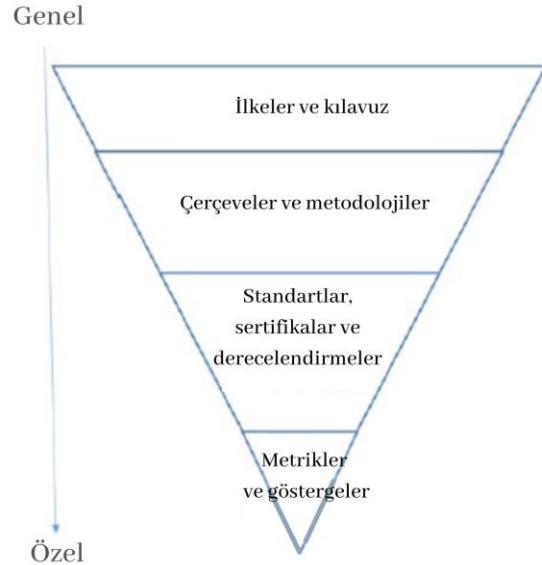 Genel
İlkeler ve kılavuz
Çerçeveler ve metodolojiler
Standartlar,
sertifikalar ve
derecelendirmeler
Metrikler
ve göstergeler
Özel